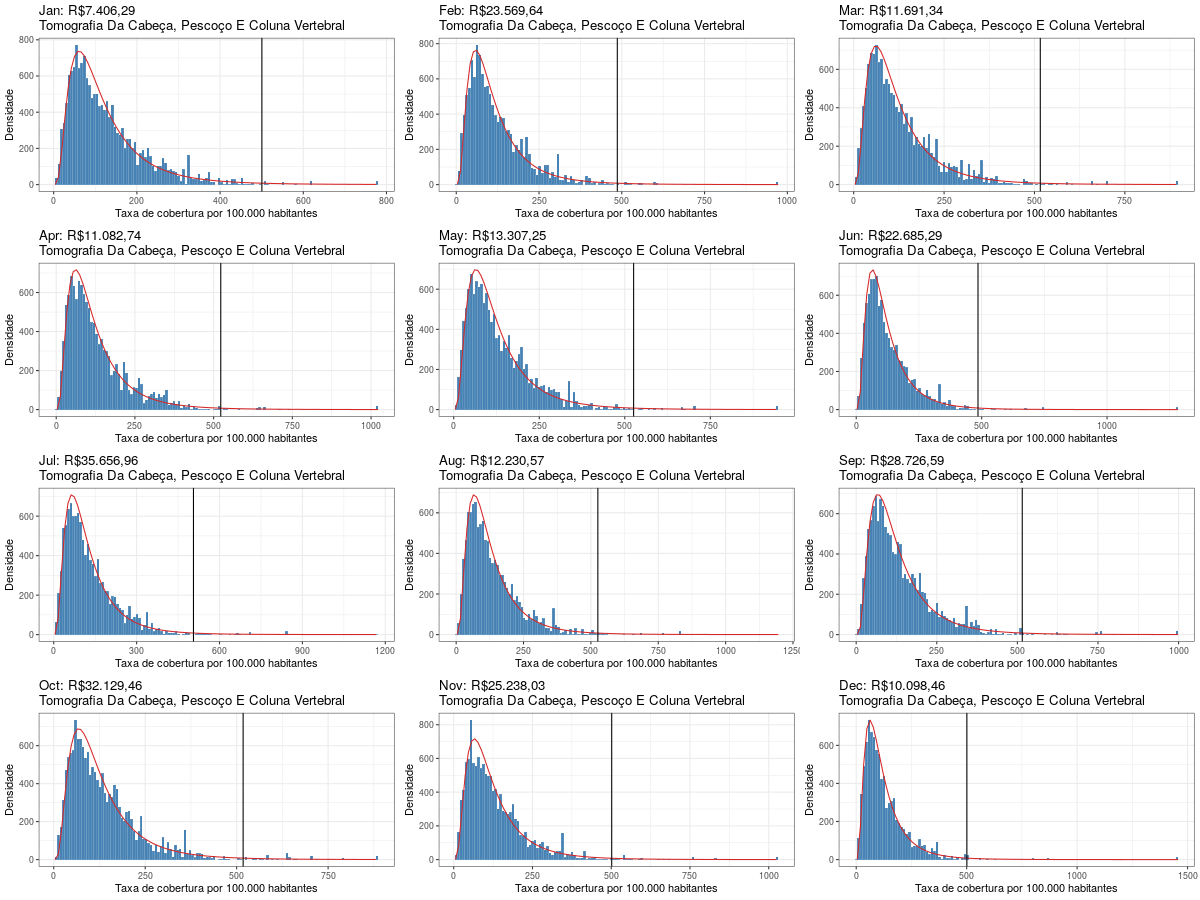 Jan: R$7.406,29
Tomografia Da Cabeça, Pescoço E Coluna Vertebral
800
600
400
200
0
Densidade
0 200 400 600 800
Taxa de cobertura por 100.000 habitantes
Feb: R$23.569,64
Tomografia Da Cabeça, Pescoço E Coluna Vertebral
800
600
400
200
0
Densidade
0 250 500 750 1000
Taxa de cobertura por 100.000 habitantes
Mar: R$11.691,34
Tomografia Da Cabeça, Pescoço E Coluna Vertebral
600
400
200
0
Densidade
0 250 500 750
Taxa de cobertura por 100.000 habitantes
Apr: R$11.082,74
Tomografia Da Cabeça, Pescoço E Coluna Vertebral
600
400
200
0
Densidade
0 250 500 750 1000
Taxa de cobertura por 100.000 habitantes
May: R$13.307,25
Tomografia Da Cabeça, Pescoço E Coluna Vertebral
600
400
200
0
Densidade
0 250 500 750
Taxa de cobertura por 100.000 habitantes
Jun: R$22.685,29
Tomografia Da Cabeça, Pescoço E Coluna Vertebral
600
400
200
0
Densidade
0 500 1000
Taxa de cobertura por 100.000 habitantes
Jul: R$35.656,96
Tomografia Da Cabeça, Pescoço E Coluna Vertebral
600
400
200
0
Densidade
0 300 600 900 1200
Taxa de cobertura por 100.000 habitantes
Aug: R$12.230,57
Tomografia Da Cabeça, Pescoço E Coluna Vertebral
600
400
200
0
Densidade
0 250 500 750 1000 1250
Taxa de cobertura por 100.000 habitantes
Sep: R$28.726,59
Tomografia Da Cabeça, Pescoço E Coluna Vertebral
600
400
200
0
Densidade
0 250 500 750 1000
Taxa de cobertura por 100.000 habitantes
Oct: R$32.129,46
Tomografia Da Cabeça, Pescoço E Coluna Vertebral
600
400
200
0
Densidade
0 250 500 750
Taxa de cobertura por 100.000 habitantes
Nov: R$25.238,03
Tomografia Da Cabeça, Pescoço E Coluna Vertebral
800
600
400
200
0
Densidade
0 250 500 750 1000
Taxa de cobertura por 100.000 habitantes
Dec: R$10.098,46
Tomografia Da Cabeça, Pescoço E Coluna Vertebral
600
400
200
0
Densidade
0 500 1000 1500
Taxa de cobertura por 100.000 habitantes